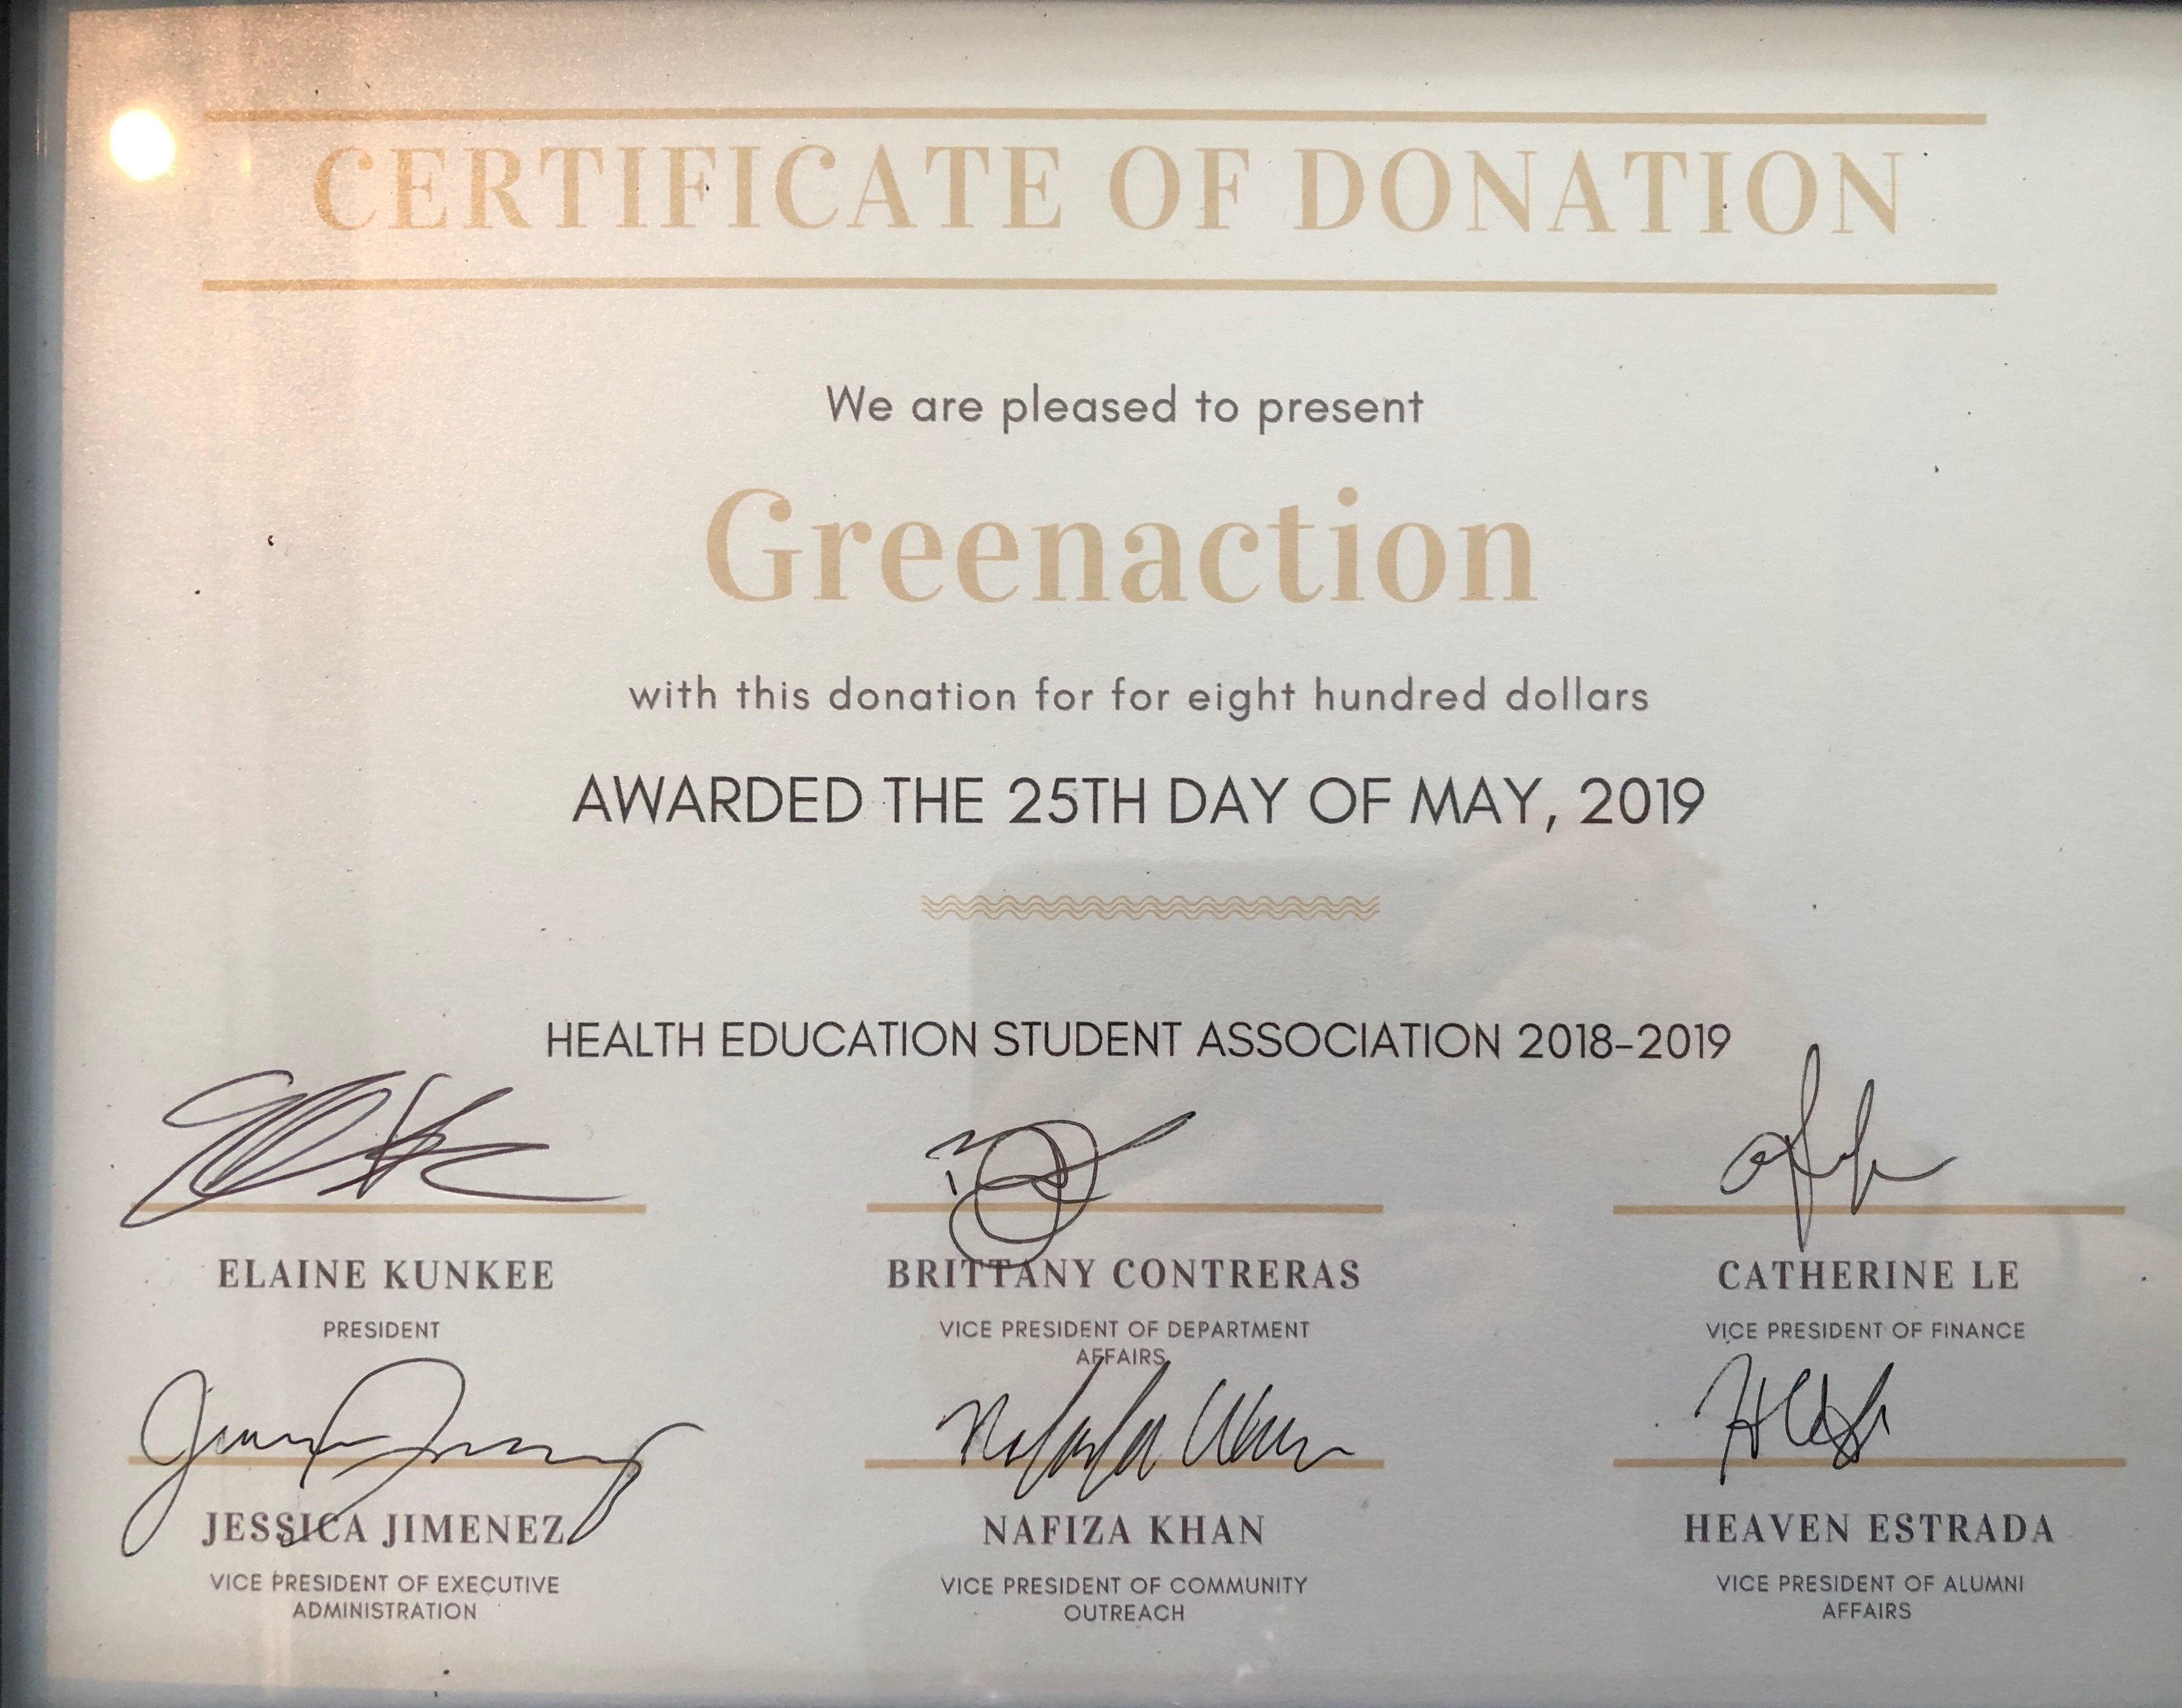 CERTIFICATE OF DONATION
We are pleased to present
Greenaction
with this donation for for eight hundred dollars
AWARDED THE 25TH DAY OF MAY, 2019
HEALTH EDUCATION STUDENT ASSOCIATION 2018-2019
ELAINE KUNKEE
PRESIDENT
BRITTANY CONTRERAS
VICE PRESIDENT OF DEPARTMENT
AFFAIRS
CATHERINE LE
VICE PRESIDENT OF FINANCE
JESSICA JIMENEZ
VICE PRESIDENT OF EXECUTIVE
ADMINISTRATION
Nafiza Khan
NAFIZA KHAN
VICE PRESIDENT OF COMMUNITY
OUTREACH
HEAVEN ESTRADA
VICE PRESIDENT OF ALUMNI
AFFAIRS